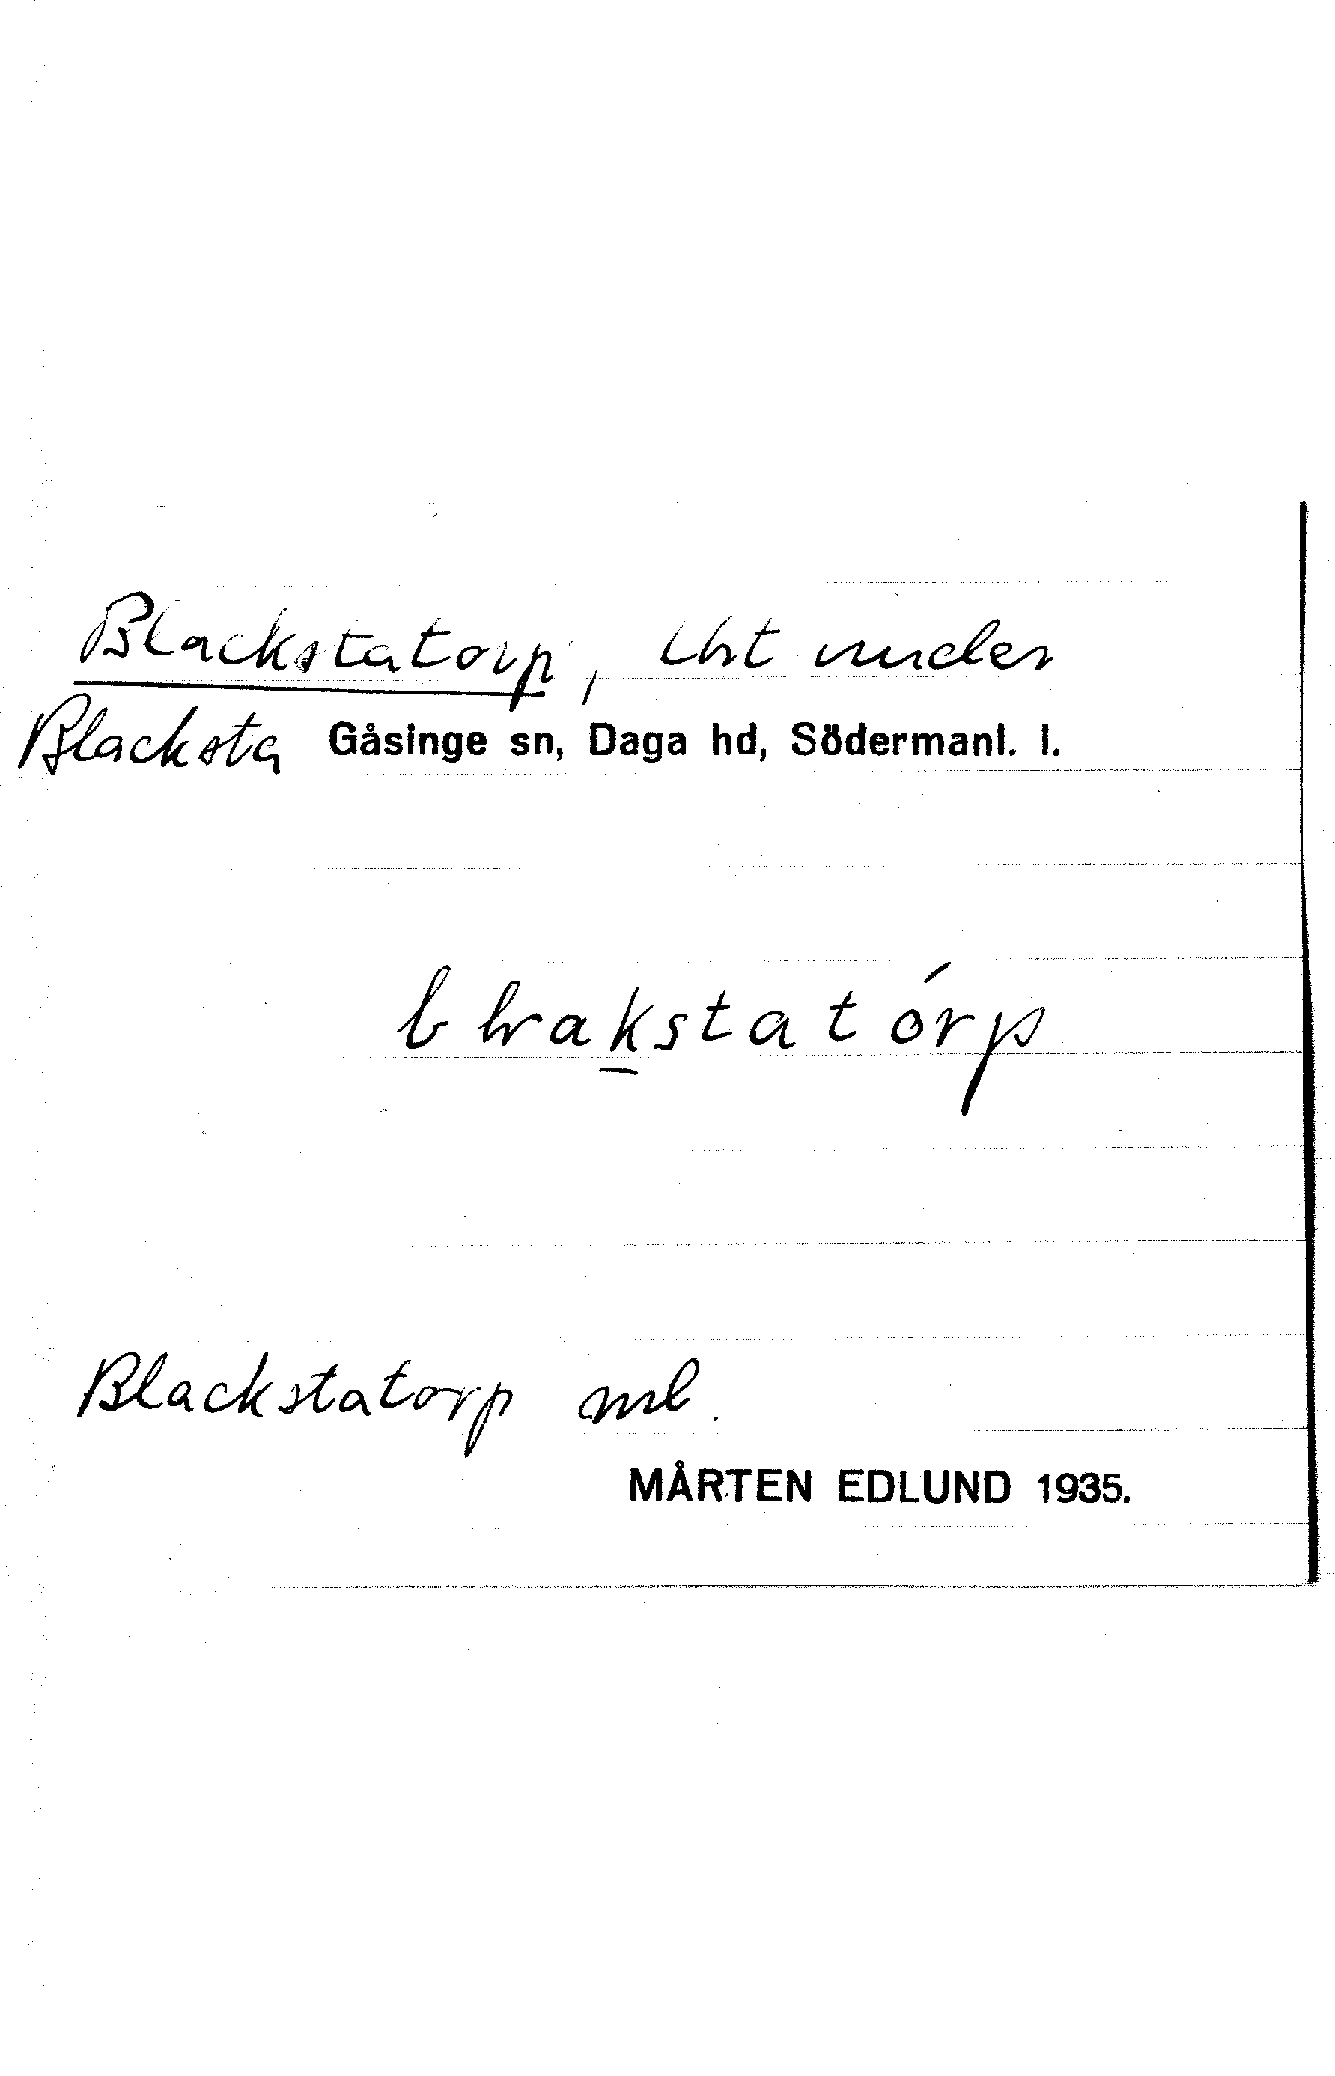 Blackstatorp, lht under
Blacksta Gåsinge sn, Daga hd, Södermanl. l.
blakstatórp
Blackstatorp ml.
MÅRTEN EDLUND 1935.